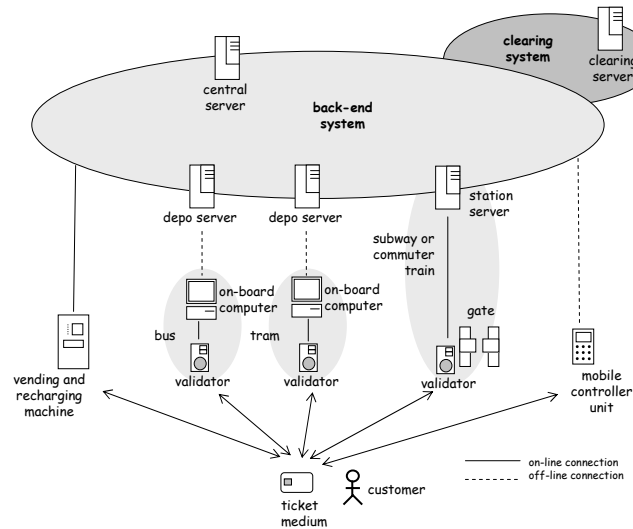 clearing
system
clearing
server
central
server
back-end
system
depo server
depo server
station
server
subway or
commuter
train
on-board
computer
on-board
computer
gate
bus
tram
validator
validator
validator
vending and
recharging
machine
mobile
controller
unit
ticket
medium
customer
on-line connection
off-line connection